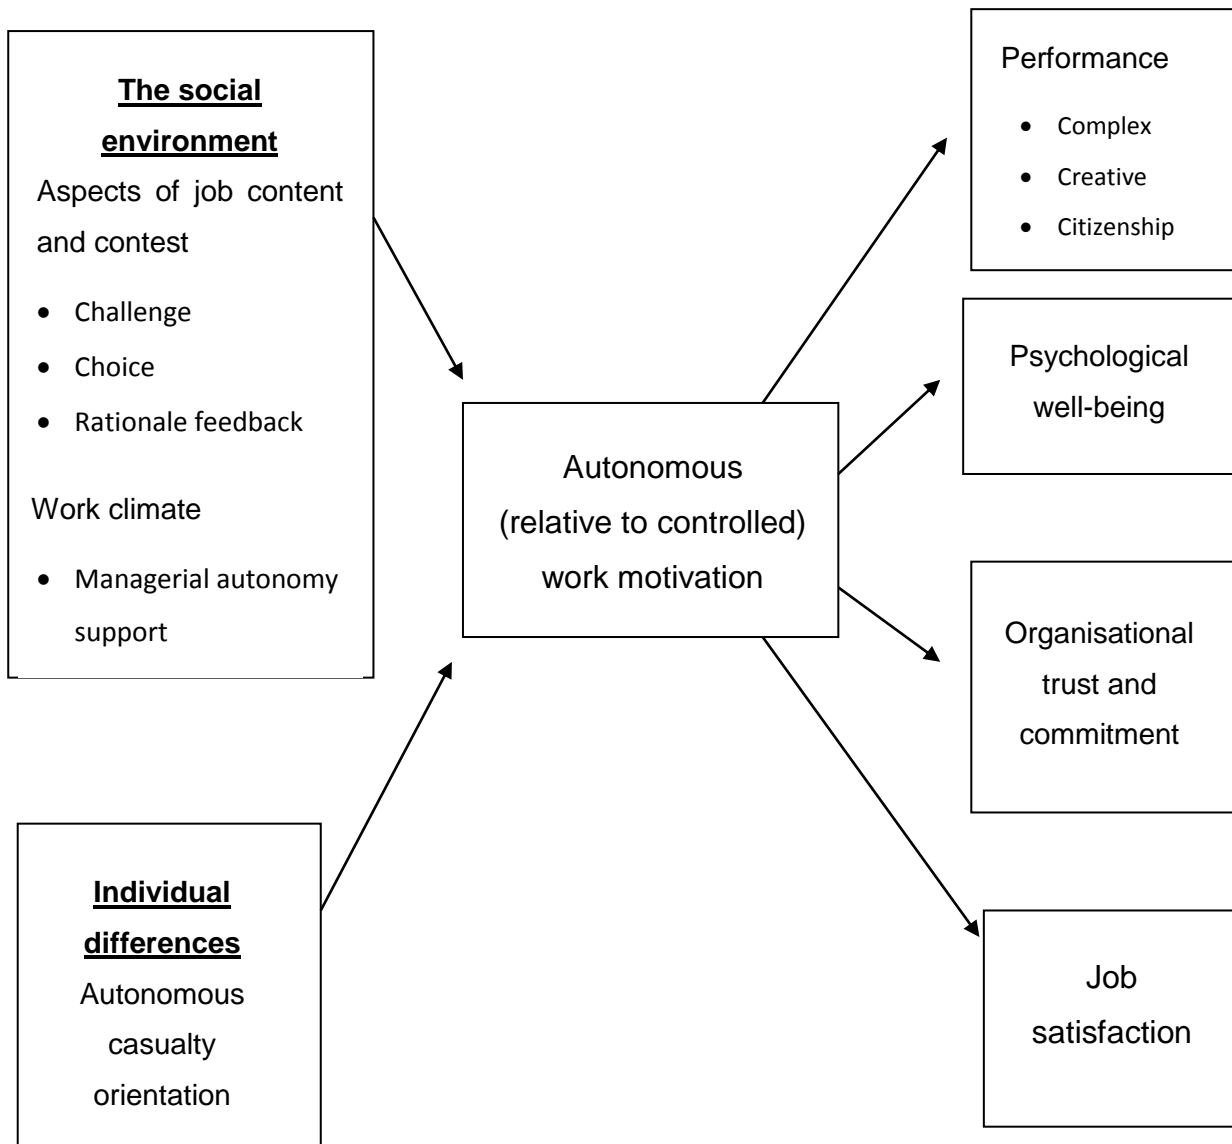 The social
environment
Aspects of job content
and contest
• Challenge
• Choice
• Rationale feedback
Work climate
• Managerial autonomy
support
Individual
differences
Autonomous
casualty
orientation
Autonomous
(relative to controlled)
work motivation
Performance
• Complex
• Creative
• Citizenship
Psychological
well-being
Organisational
trust and
commitment
Job
satisfaction